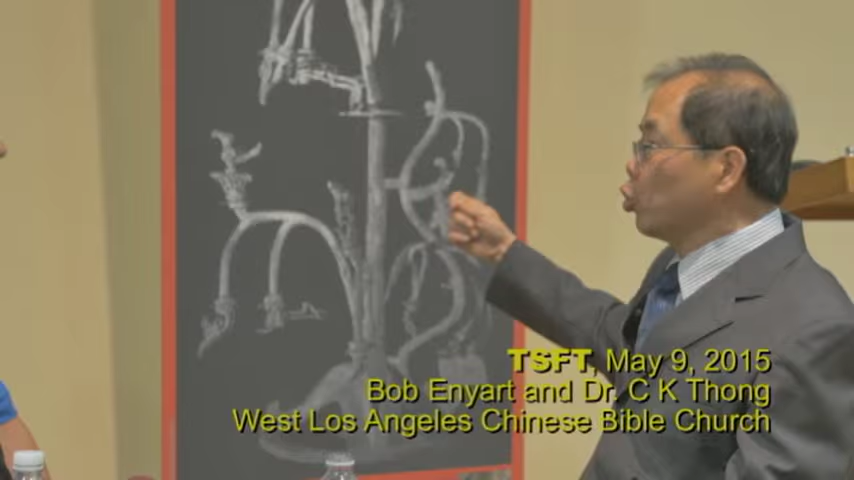 TSFT, May 9, 2015
Bob Enyart and Dr. C K Thong
West Los Angeles Chinese Bible Church